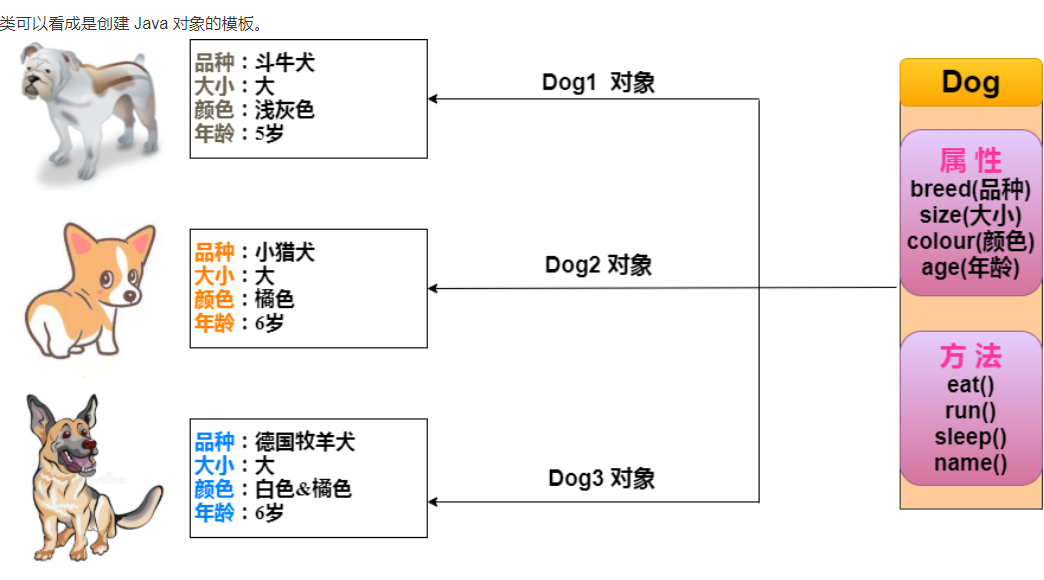 类可以看成是创建 Java 对象的模板。
品种：斗牛犬
大小：大
颜色：浅灰色
年龄：5岁
Dog1 对象
品种：小猎犬
大小：大
颜色：橘色
年龄：6岁
Dog2 对象
品种：德国牧羊犬
大小：大
颜色：白色&橘色
年龄：6岁
Dog3 对象
Dog
属 性
breed(品种)
size(大小)
colour(颜色)
age(年龄)
方 法
eat()
run()
sleep()
name()